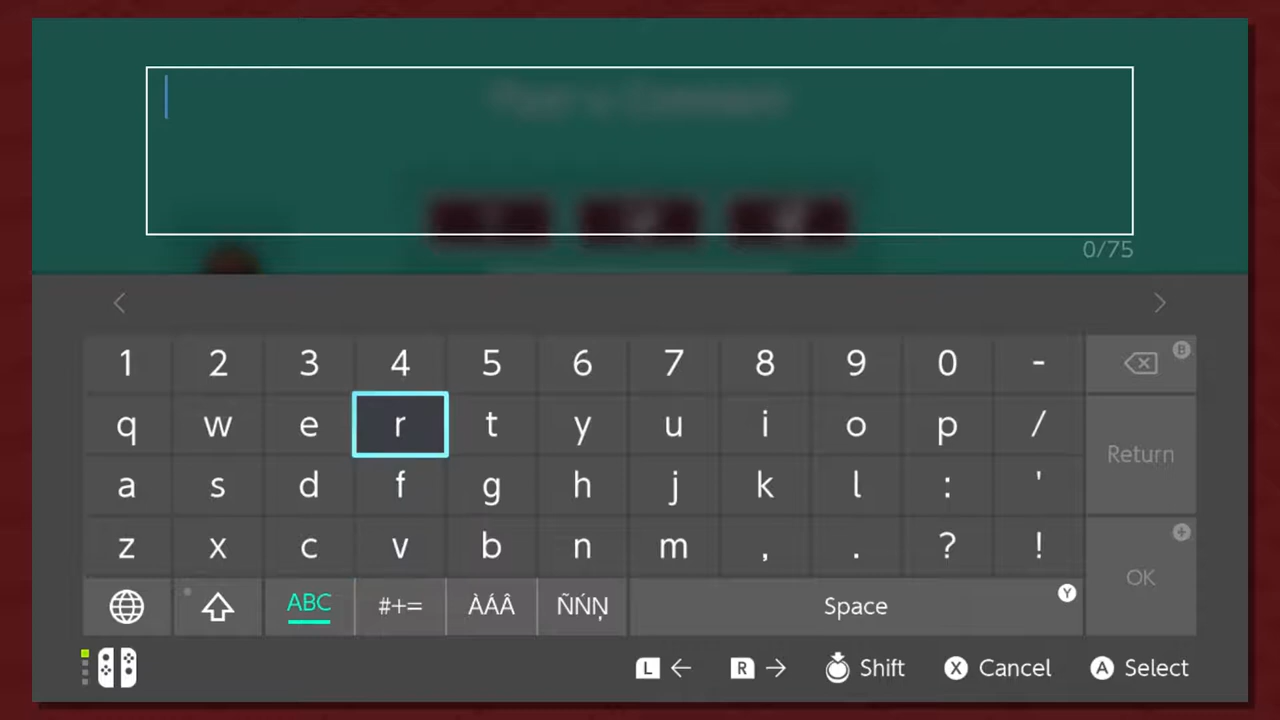 0/75
1 2 3 4 5 6 7 8 9 0 - B
q w e r t y u i o p /
Return
a s d f g h j k l : '
z x c v b n m , . ? ! +
OK
ABC #+= ÀÁÂ ÑŃŅ Space Y
L ← R → Shift X Cancel A Select